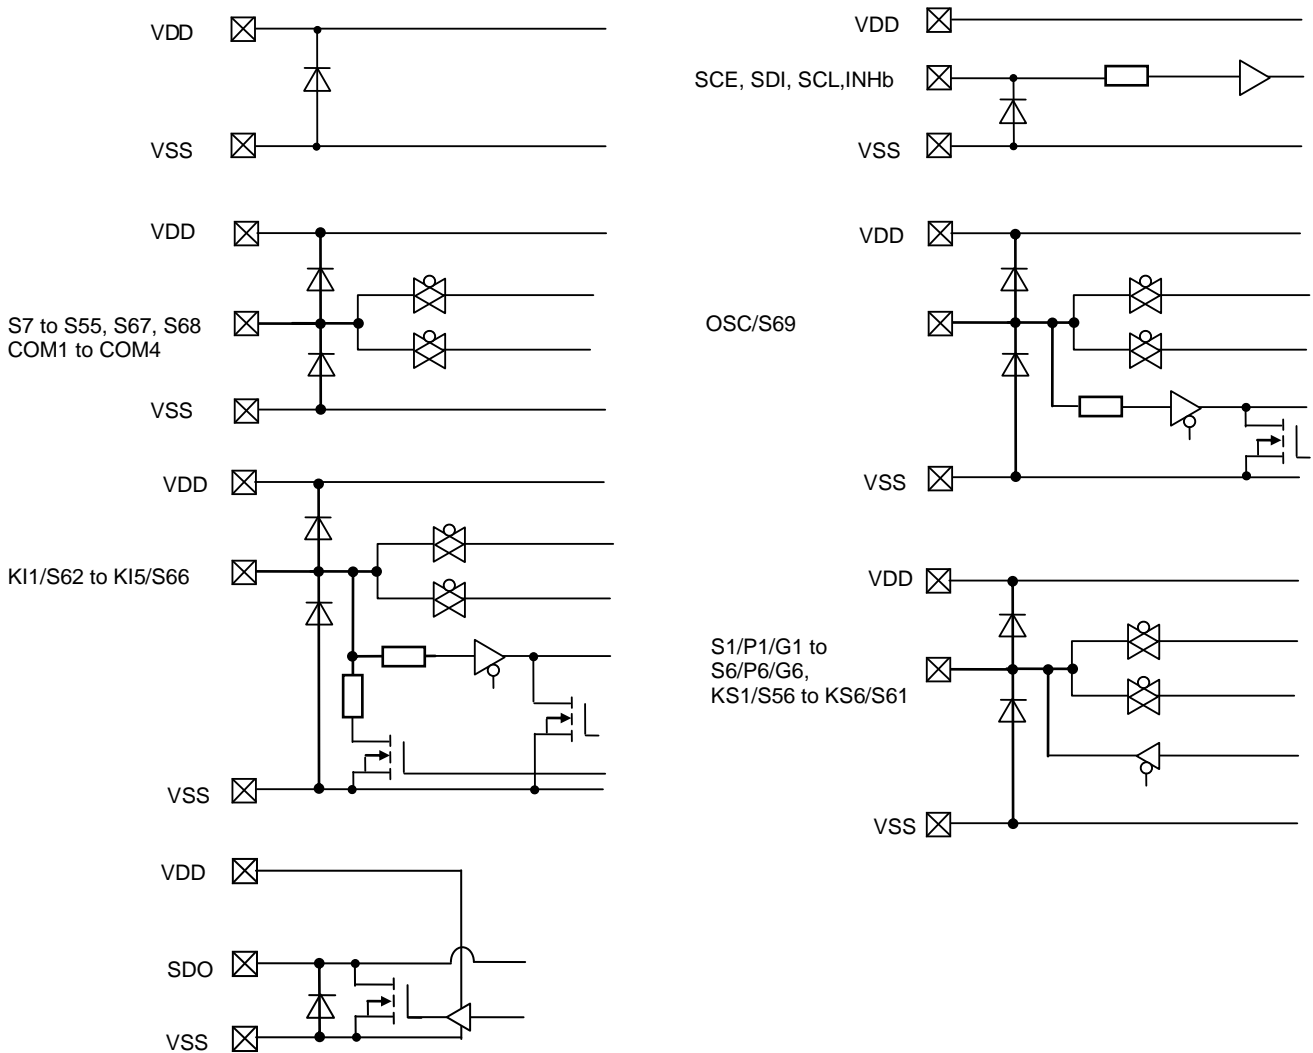 VDD
VSS
VDD
SCE, SDI, SCL,INHb
VSS
VDD
S7 to S55, S67, S68
COM1 to COM4
VSS
VDD
OSC/S69
VSS
VDD
KI1/S62 to KI5/S66
VSS
VDD
S1/P1/G1 to
S6/P6/G6,
KS1/S56 to KS6/S61
VSS
VDD
SDO
VSS